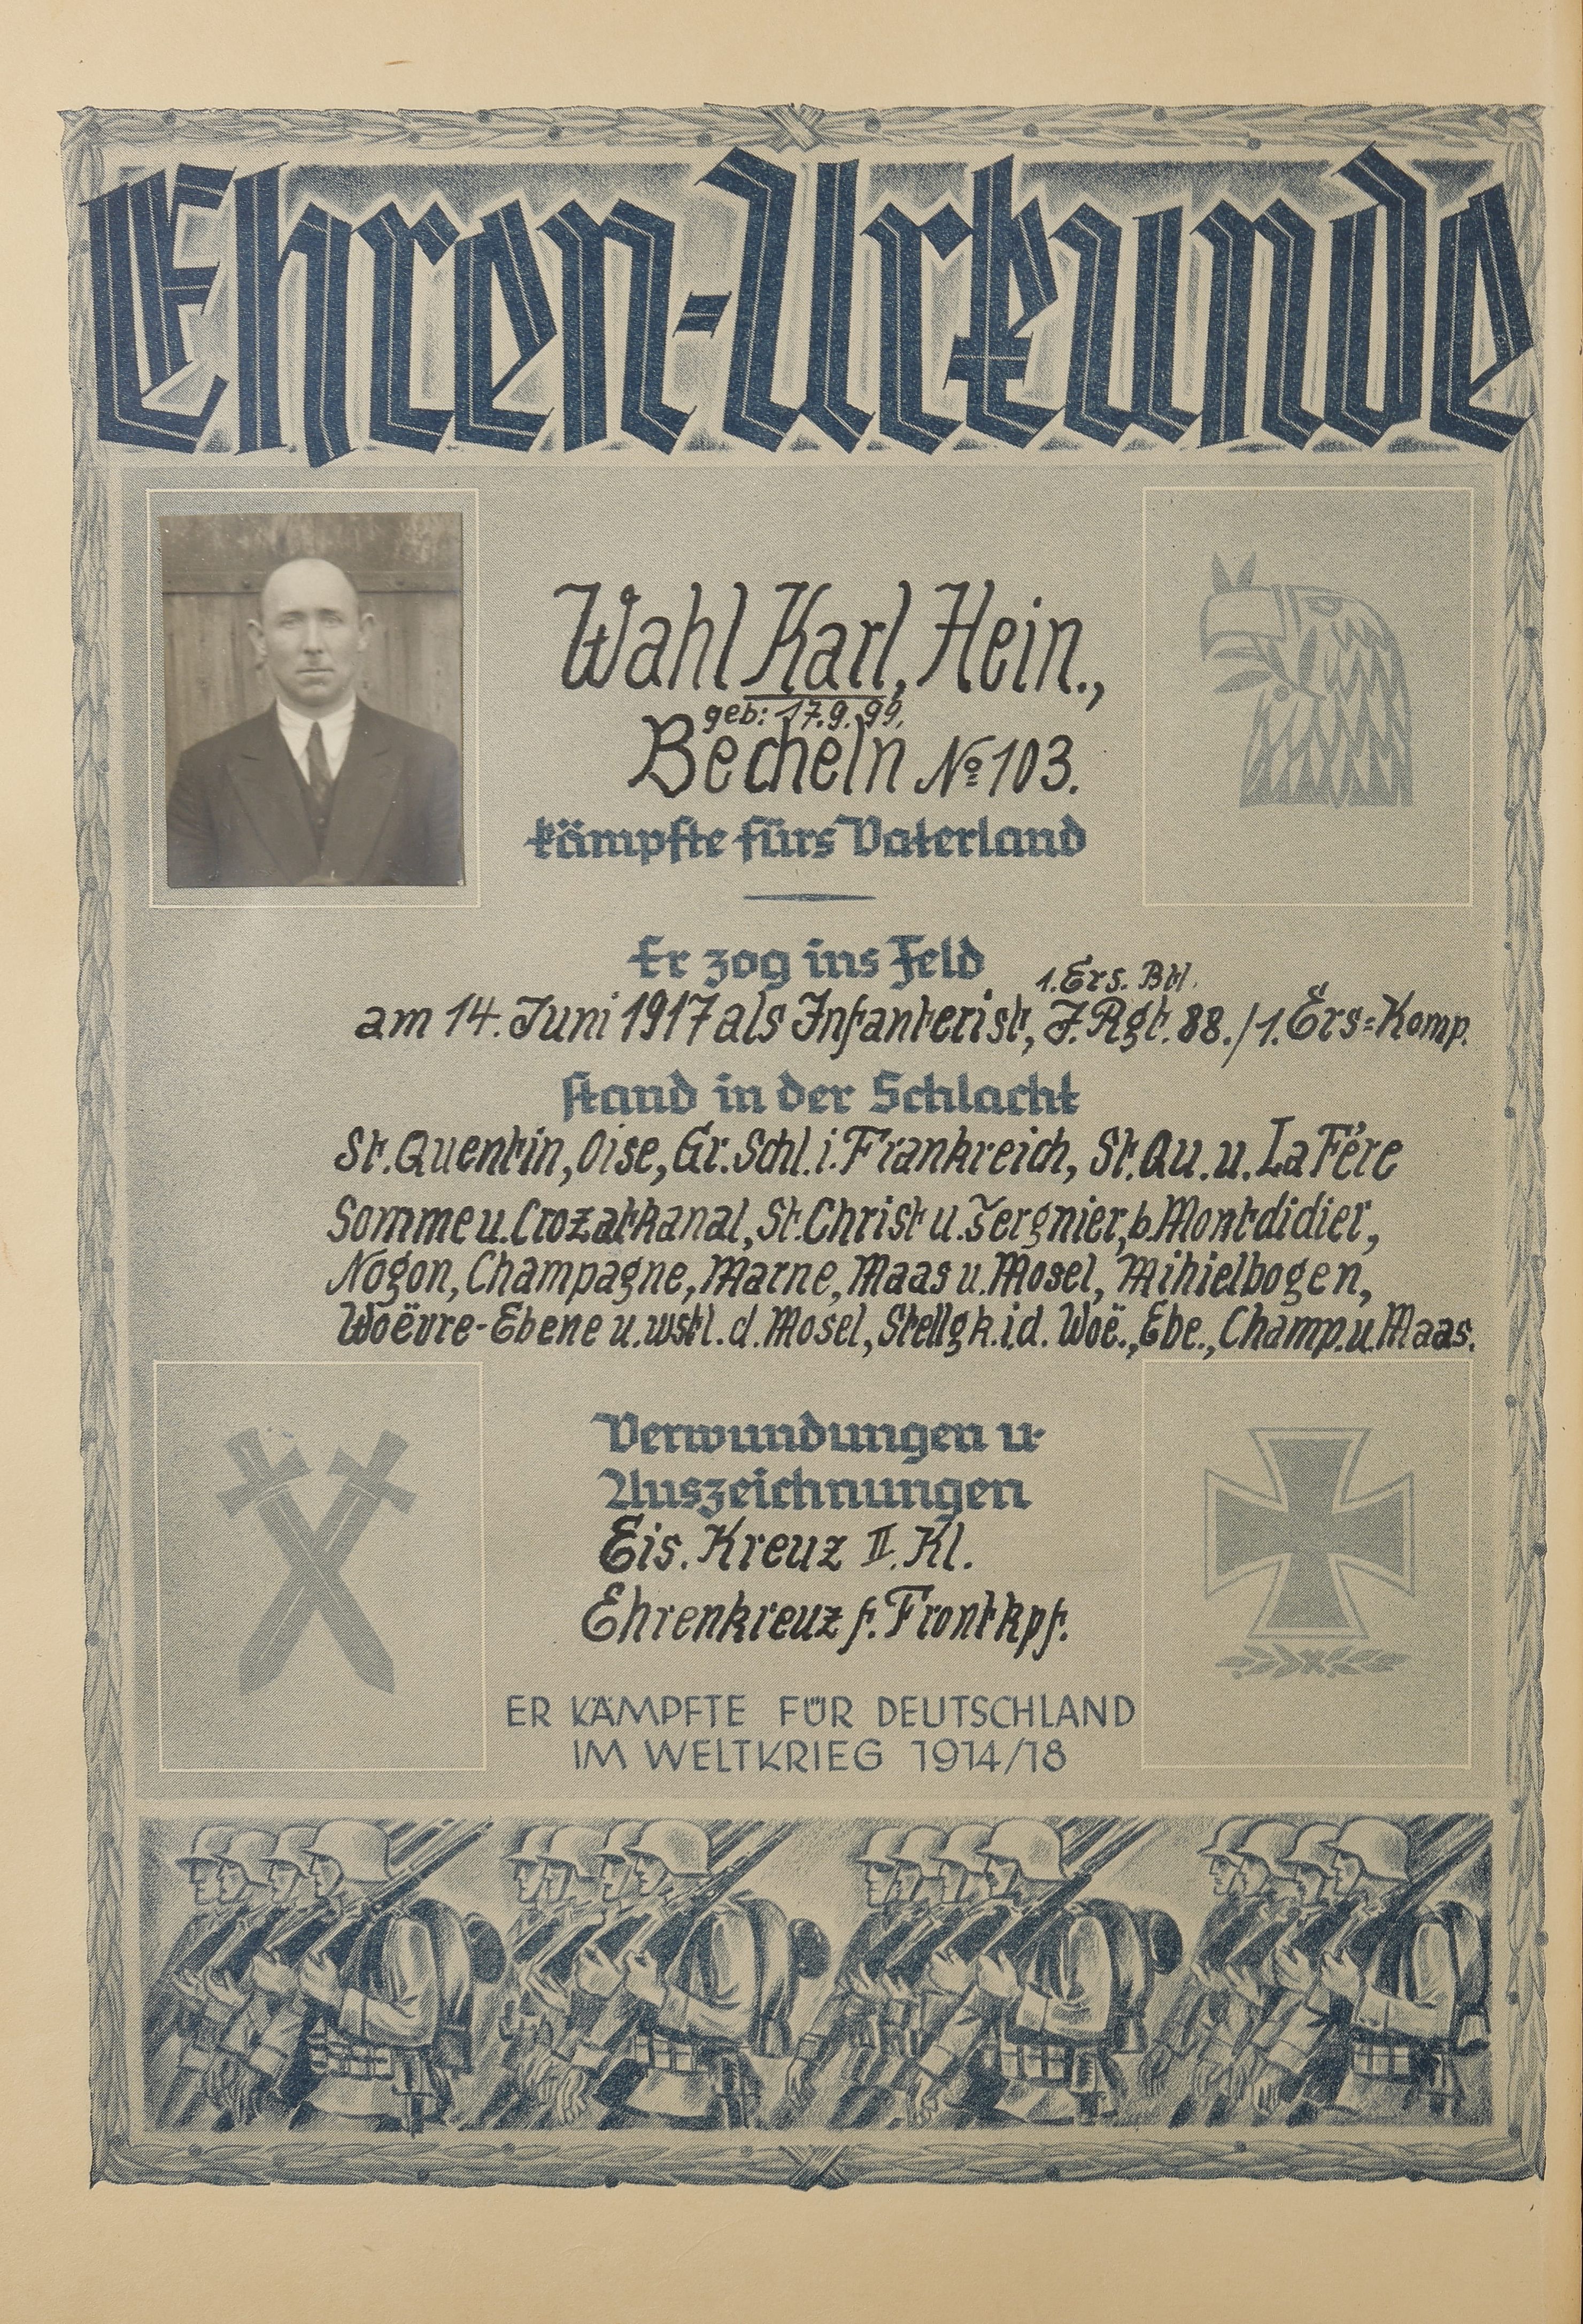 Ehren-Urkunde
Wahl Karl, Hein.,
geb: 17.9.99.
Becheln No 103.
kämpfte fürs Vaterland
Er zog ins Feld
1. Ers. Btl.
am 14. Juni 1917 als Infanterist, J. Rgt. 88./1. Ers=Komp.
stand in der Schlacht
St. Quentin, Oise, Gr. Schl. i. Frankreich, St. Qu. u. La Fére
Somme u. Crozatkanal, St. Christ u. Tergnier, b. Montdidier,
Nogon, Champagne, Marne, Maas u. Mosel, Mihielbogen,
Woëvre-Ebene u. wstl. d. Mosel, Stellgk. i. d. Woë., Ebe., Champ. u. Maas.
Verwundungen u.
Auszeichnungen
Eis. Kreuz II. Kl.
Ehrenkreuz f. Frontkpf.
ER KÄMPFTE FÜR DEUTSCHLAND
IM WELTKRIEG 1914/18